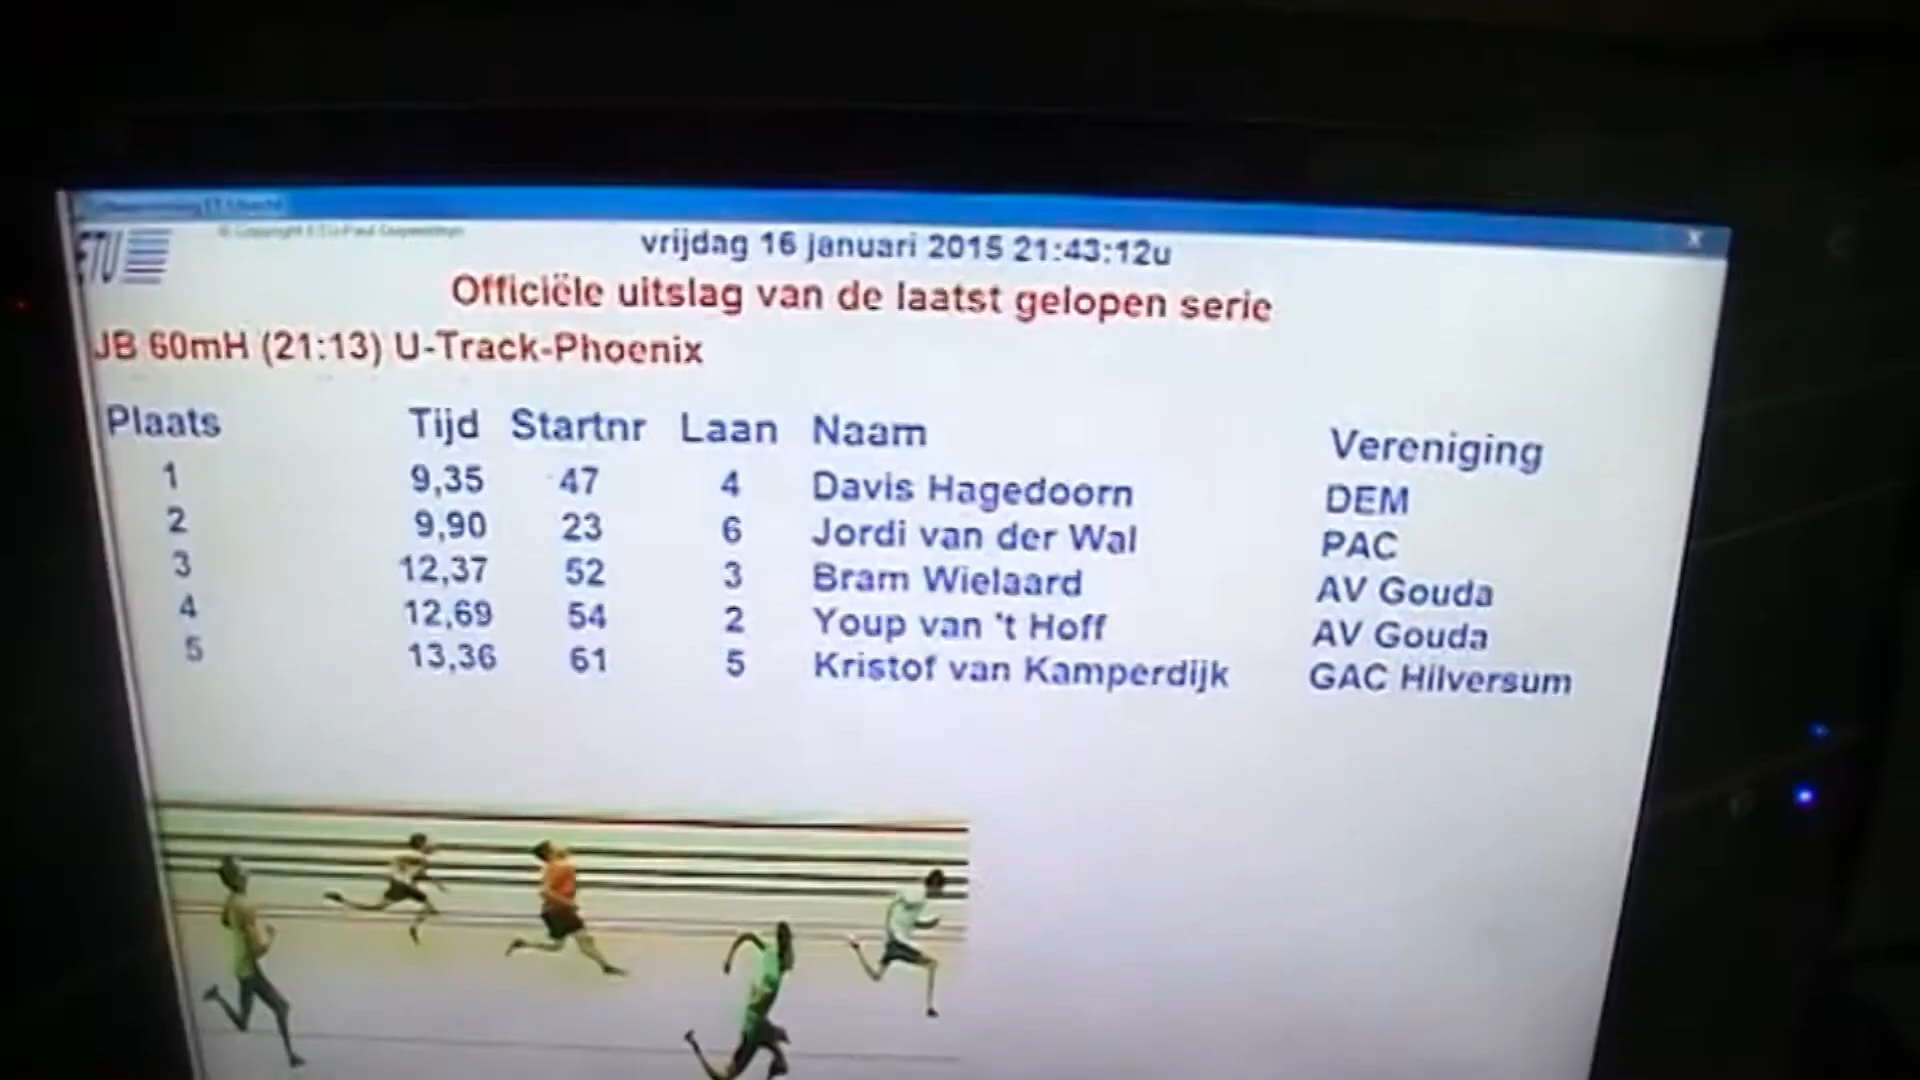 ETU
vrijdag 16 januari 2015 21:43:12u
Officiële uitslag van de laatst gelopen serie
JB 60mH (21:13) U-Track-Phoenix
Plaats Tijd Startnr Laan Naam Vereniging
1 9,35 47 4 Davis Hagedoorn DEM
2 9,90 23 6 Jordi van der Wal PAC
3 12,37 52 3 Bram Wielaard AV Gouda
4 12,69 54 2 Youp van 't Hoff AV Gouda
5 13,36 61 5 Kristof van Kamperdijk GAC Hilversum